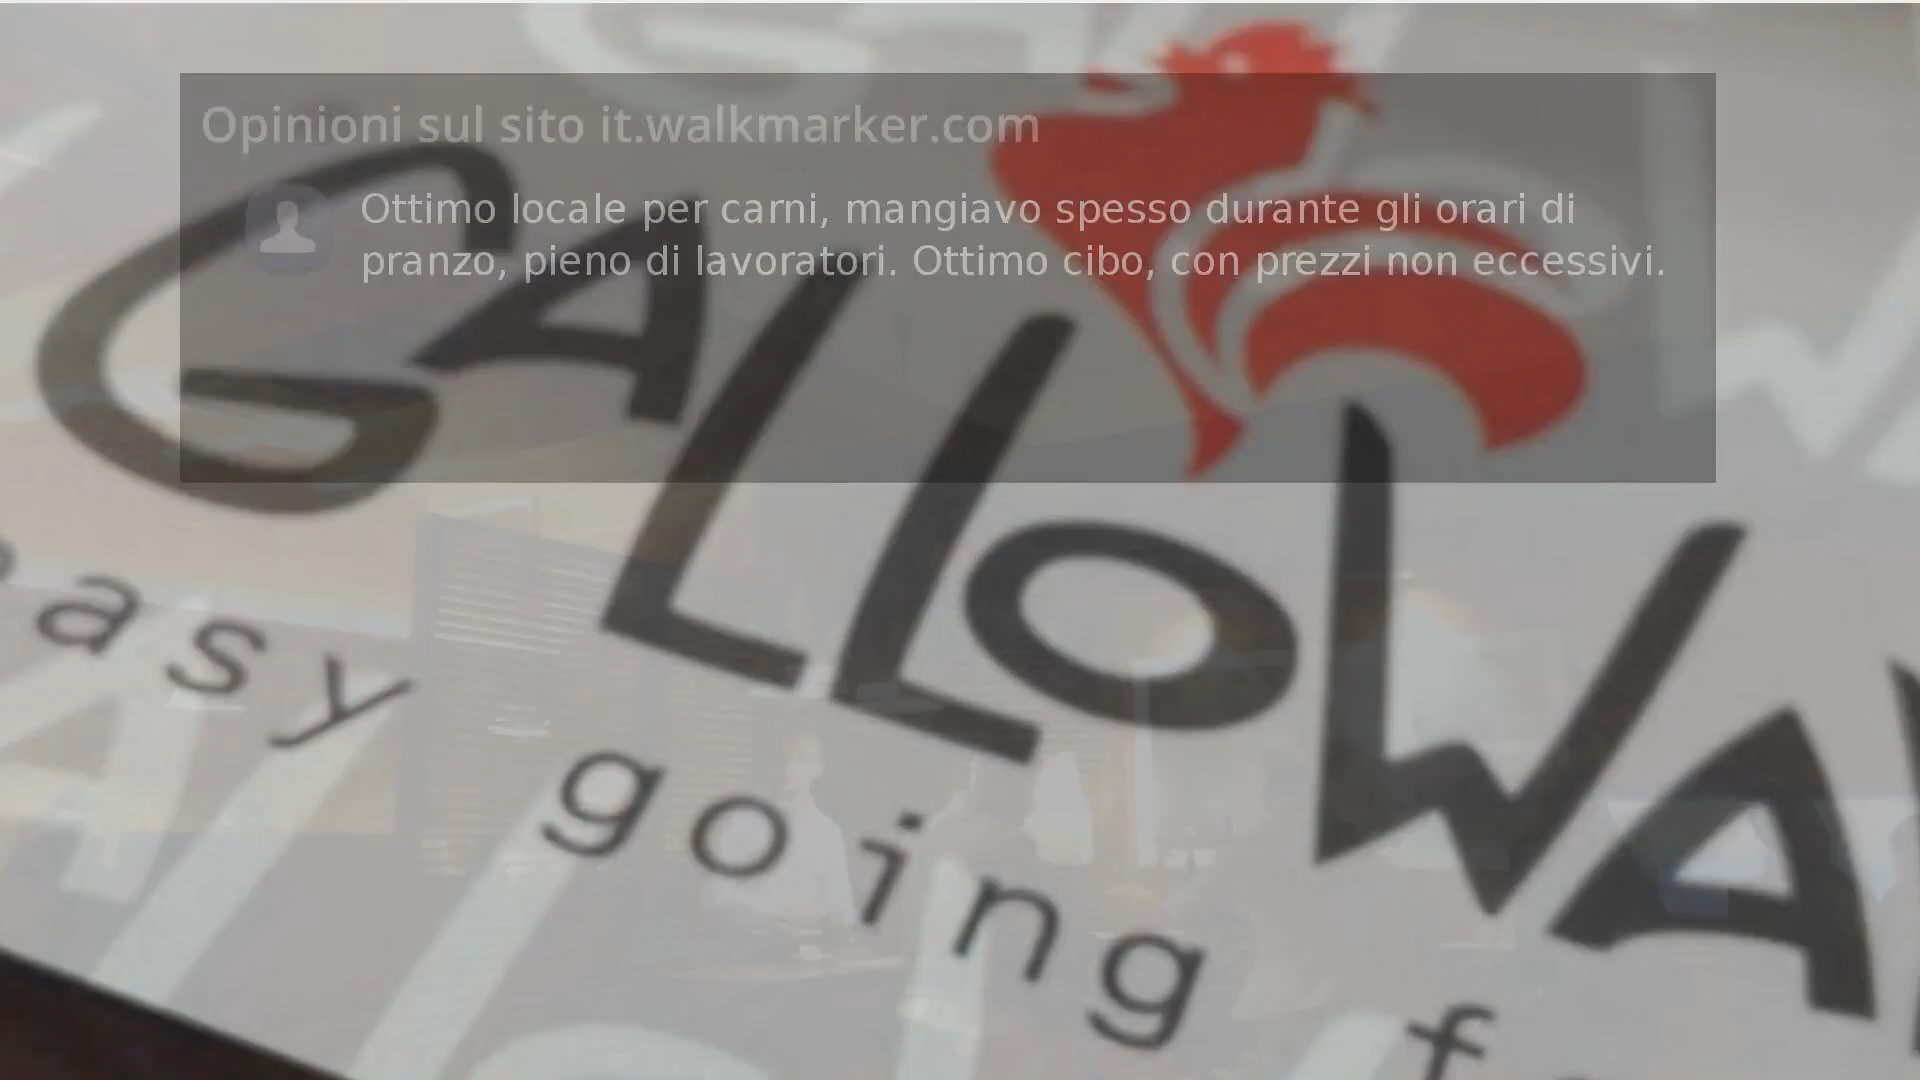 Opinioni sul sito it.walkmarker.com
Ottimo locale per carni, mangiavo spesso durante gli orari di
pranzo, pieno di lavoratori. Ottimo cibo, con prezzi non eccessivi.
GALLOWA
easy going f